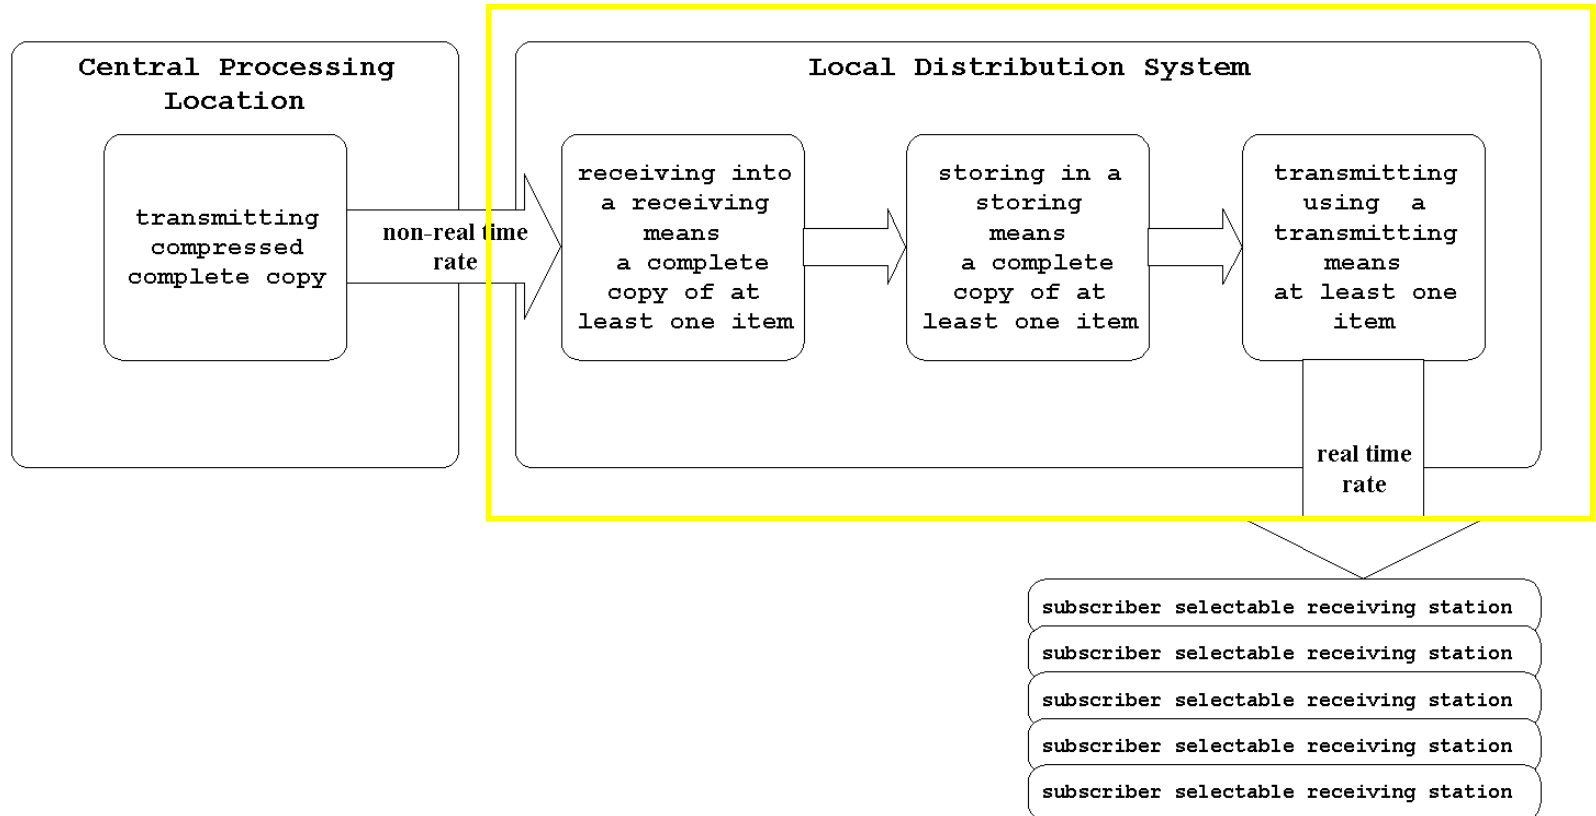 Central Processing
Location
transmitting
compressed
complete copy
non-real time
rate
Local Distribution System
receiving into
a receiving
means
a complete
copy of at
least one item
storing in a
storing
means
a complete
copy of at
least one item
transmitting
using a
transmitting
means
at least one
item
real time
rate
subscriber selectable receiving station
subscriber selectable receiving station
subscriber selectable receiving station
subscriber selectable receiving station
subscriber selectable receiving station